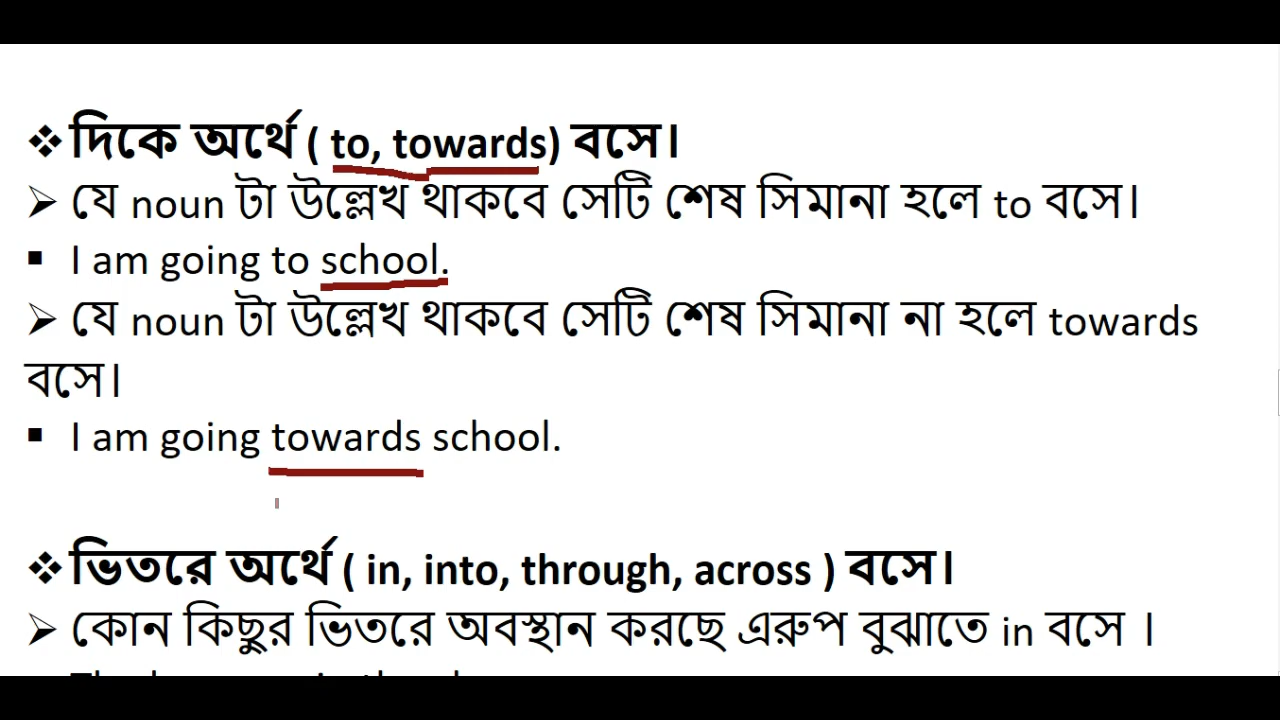 ❖দিকে অর্থে ( to, towards) বসে।
➢ যে noun টা উল্লেখ থাকবে সেটি শেষ সিমানা হলে to বসে।
▪ I am going to school.
➢ যে noun টা উল্লেখ থাকবে সেটি শেষ সিমানা না হলে towards
বসে।
▪ I am going towards school.
❖ভিতরে অর্থে ( in, into, through, across ) বসে।
➢ কোন কিছুর ভিতরে অবস্থান করছে এরুপ বুঝাতে in বসে ।